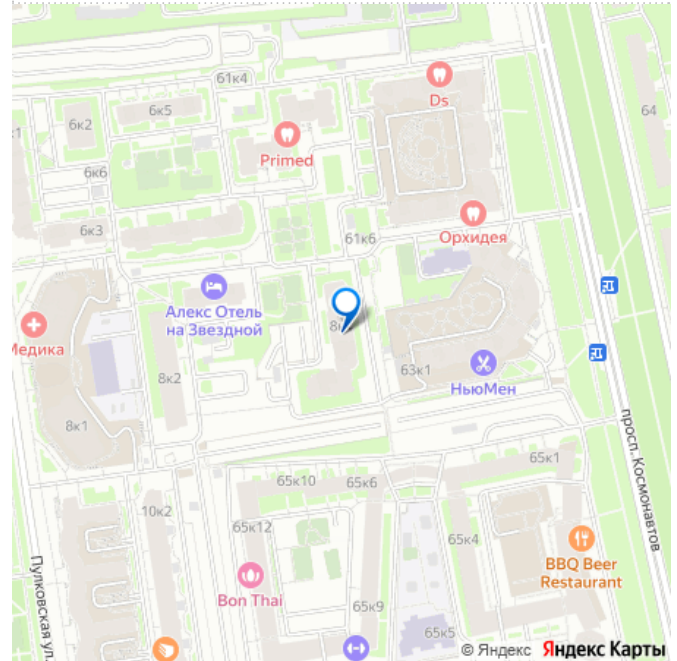 61к4
Ds
6к5
64
6к2
Primed
6к6
6к3
Орхидея
61к6
Алекс Отель
на Звездной
Медика
63к1
НьюМен
8к2
8к1
просп. Космонавтов
65к1
65к10
65к6
10к2
65к12
65к4
BBQ Beer
Restaurant
Bon Thai
Пулковская ул.
65к9
65к5
© Яндекс Яндекс Карты